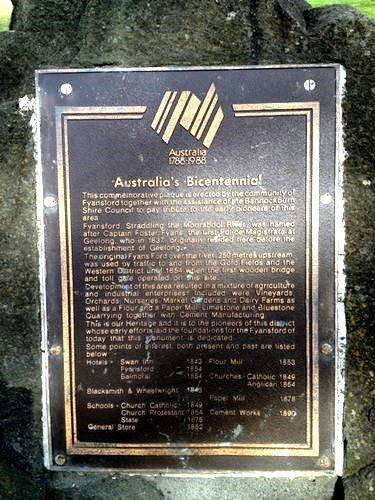 Australia
1788-1988
Australia's Bicentennial
This commemorative plaque is erected by the community of
Fyansford together with the assistance of the Bannockburn
Shire Council to pay tribute to the early pioneers of this
area.
Fyansford. Straddling the Moorabool River, was named
after Captain Foster Fyans, the first Police Magistrate at
Geelong, who in 1837, originally resided here before the
establishment of Geelong.
The original Fyans Ford over the river, 250 metres upstream
was used by traffic to and from the Gold Fields and the
Western District until 1854 when the first wooden bridge
and toll gate operated on this site.
Development of this area resulted in a mixture of agriculture
and industrial enterprises. Included were Vineyards
Orchards, Nurseries, Market Gardens and Dairy Farms as
well as a Flour and a Paper Mill. Limestone and Bluestone
Quarrying together with Cement Manufacturing.
This is our Heritage and it is to the pioneers of this district
whose early efforts laid the foundations for the Fyansford of
today that this monument is dedicated.
Some points of interest, both present and past are listed
below -
Hotels - Swan Inn 1842 Flour Mill 1853
Fyansford 1854
Balmoral 1854 Churches - Catholic 1849
Anglican 1864
Blacksmith & Wheelwright
Paper Mill 1878
Schools - Church Catholic 1849
Church Protestant 1854 Cement Works 1890
State 1878
General Store 1882